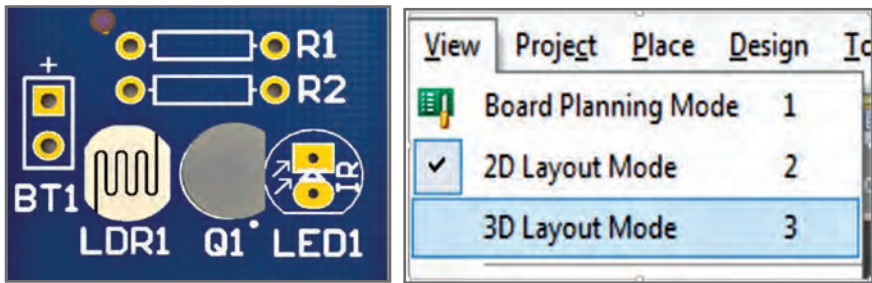 R1
+
R2
IR
BT1
LDR1 Q1 LED1
View Project Place Design
Board Planning Mode 1
2D Layout Mode 2
3D Layout Mode 3